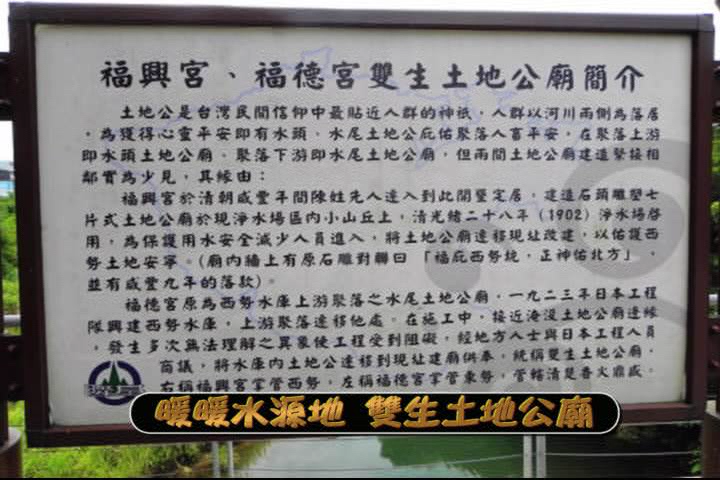 福興宮、福德宮雙生土地公廟簡介
土地公是台灣民間信仰中最貼近人群的神祇,人群以河川兩側為落居
,為獲得心靈平安即有水頭、水尾土地公庇佑聚落人畜平安,在聚落上游
即水頭土地公廟、聚落下游即水尾土地公廟,但兩間土地公廟建造緊接相
鄰實為少見,其緣由:
福興宮於清朝咸豐年間陳姓先人達入到此開墾定居,建造石頭雕塑七
片式土地公廟於現淨水場區內小山丘上,清光緒二十八年(1902)淨水場啓
用,為保護用水安全減少人員進入,將土地公廟遷移現址改建,以佑護西
勢土地安寧。(廟內牆上有原石雕對聯曰「福庇西勢境,正神佑北方」,
並有咸豐九年的落款)。
福德宮原為西勢水庫上游聚落之水尾土地公廟,一九二三年日本工程
隊興建西勢水庫,上游聚落遷移他處。在施工中,接近淹沒土地公廟邊緣
,發生多次無法理解之異象使工程受到阻礙,經地方人士與日本工程人員
商議,將水庫內土地公遷移到現址建廟供奉,統稱雙生土地公廟,
右稱福興宮掌管西勢,左稱福德宮掌管東勢,管轄清楚香火鼎盛。
暖暖水源地 雙生土地公廟